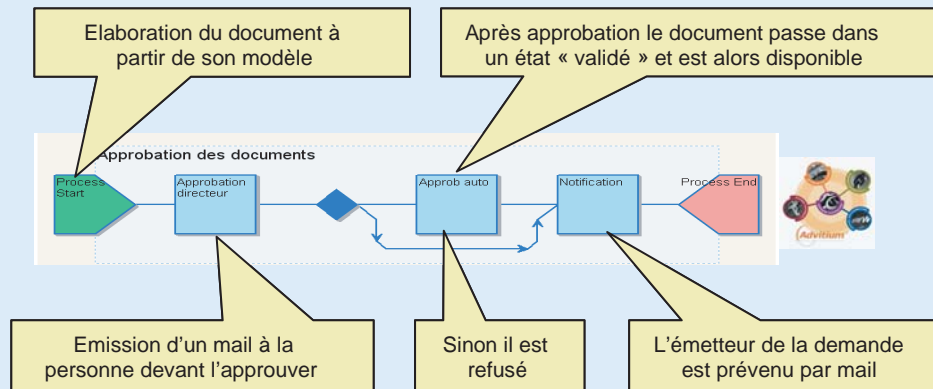 Elaboration du document à
partir de son modèle
Après approbation le document passe dans
un état « validé » et est alors disponible
Approbation des documents
Process
Start
Approbation
directeur
Approb auto
Notification
Process End
Advitium
Emission d'un mail à la
personne devant l'approuver
Sinon il est
refusé
L'émetteur de la demande
est prévenu par mail